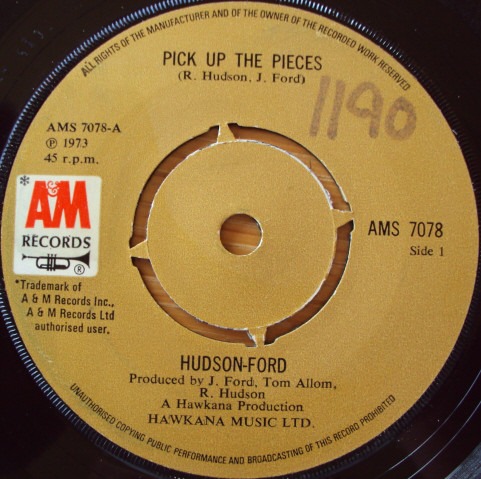 ALL RIGHTS OF THE MANUFACTURER AND OF THE OWNER OF THE RECORDED WORK RESERVED
PICK UP THE PIECES
(R. Hudson, J. Ford)
1190
AMS 7078-A
℗ 1973
45 r.p.m.
*
A&M
RECORDS
®
AMS 7078
Side 1
*Trademark of
A & M Records Inc.,
A & M Records Ltd
authorised user.
HUDSON-FORD
Produced by J. Ford, Tom Allom,
R. Hudson
A Hawkana Production
HAWKANA MUSIC LTD.
UNAUTHORISED COPYING PUBLIC PERFORMANCE AND BROADCASTING OF THIS RECORD PROHIBITED